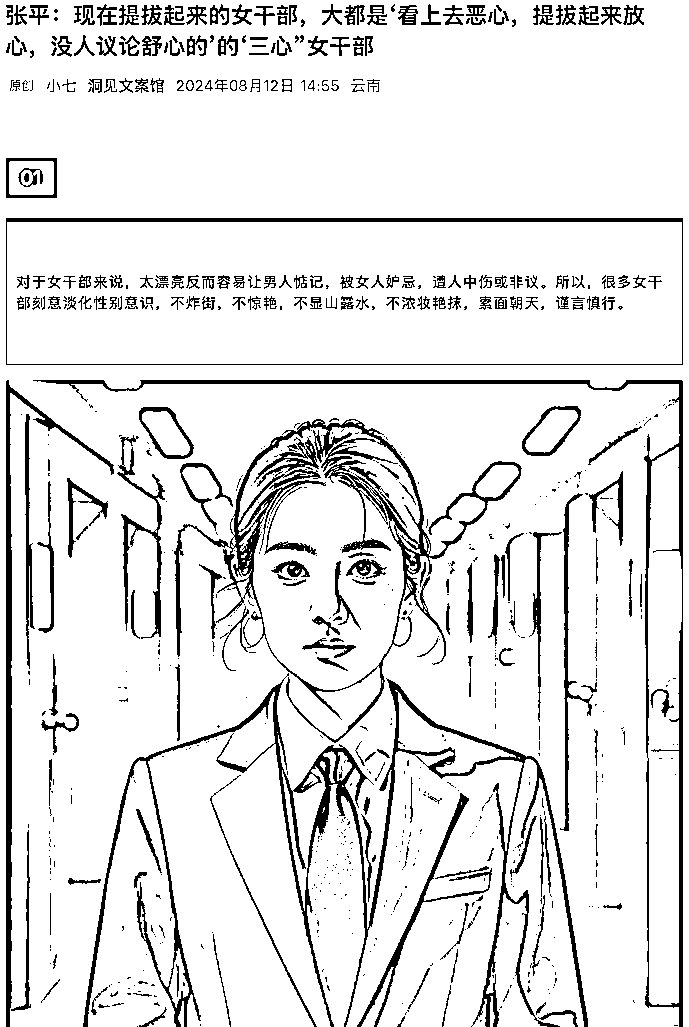 张平：现在提拔起来的女干部，大都是‘看上去恶心，提拔起来放
心，没人议论舒心的’的‘三心”女干部
原创 小七 洞见文案馆 2024年08月12日 14:55 云南
01
对于女干部来说，太漂亮反而容易让男人惦记，被女人妒忌，遭人中伤或非议。所以，很多女干
部刻意淡化性别意识，不炸街，不惊艳，不显山露水，不浓妆艳抹，素面朝天，谨言慎行。